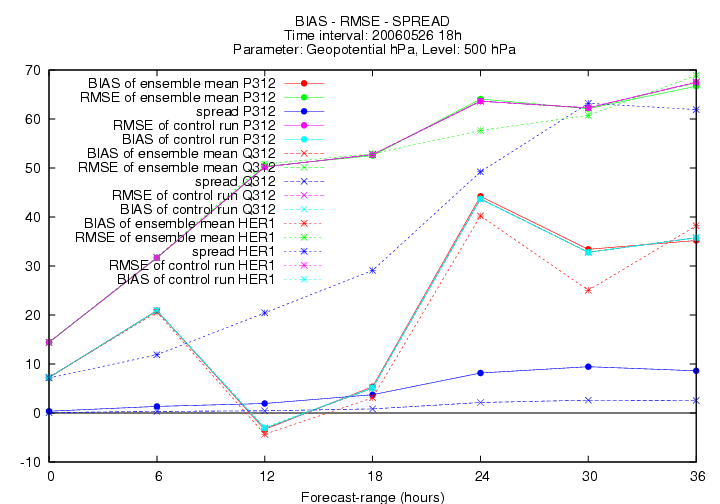 BIAS - RMSE - SPREAD
Time interval: 20060526 18h
Parameter: Geopotential hPa, Level: 500 hPa
70
60
50
40
30
20
10
0
-10
BIAS of ensemble mean P312
RMSE of ensemble mean P312
spread P312
RMSE of control run P312
BIAS of control run P312
BIAS of ensemble mean Q312
RMSE of ensemble mean Q312
spread Q312
RMSE of control run Q312
BIAS of control run Q312
BIAS of ensemble mean HER1
RMSE of ensemble mean HER1
spread HER1
RMSE of control run HER1
BIAS of control run HER1
0 6 12 18 24 30 36
Forecast-range (hours)